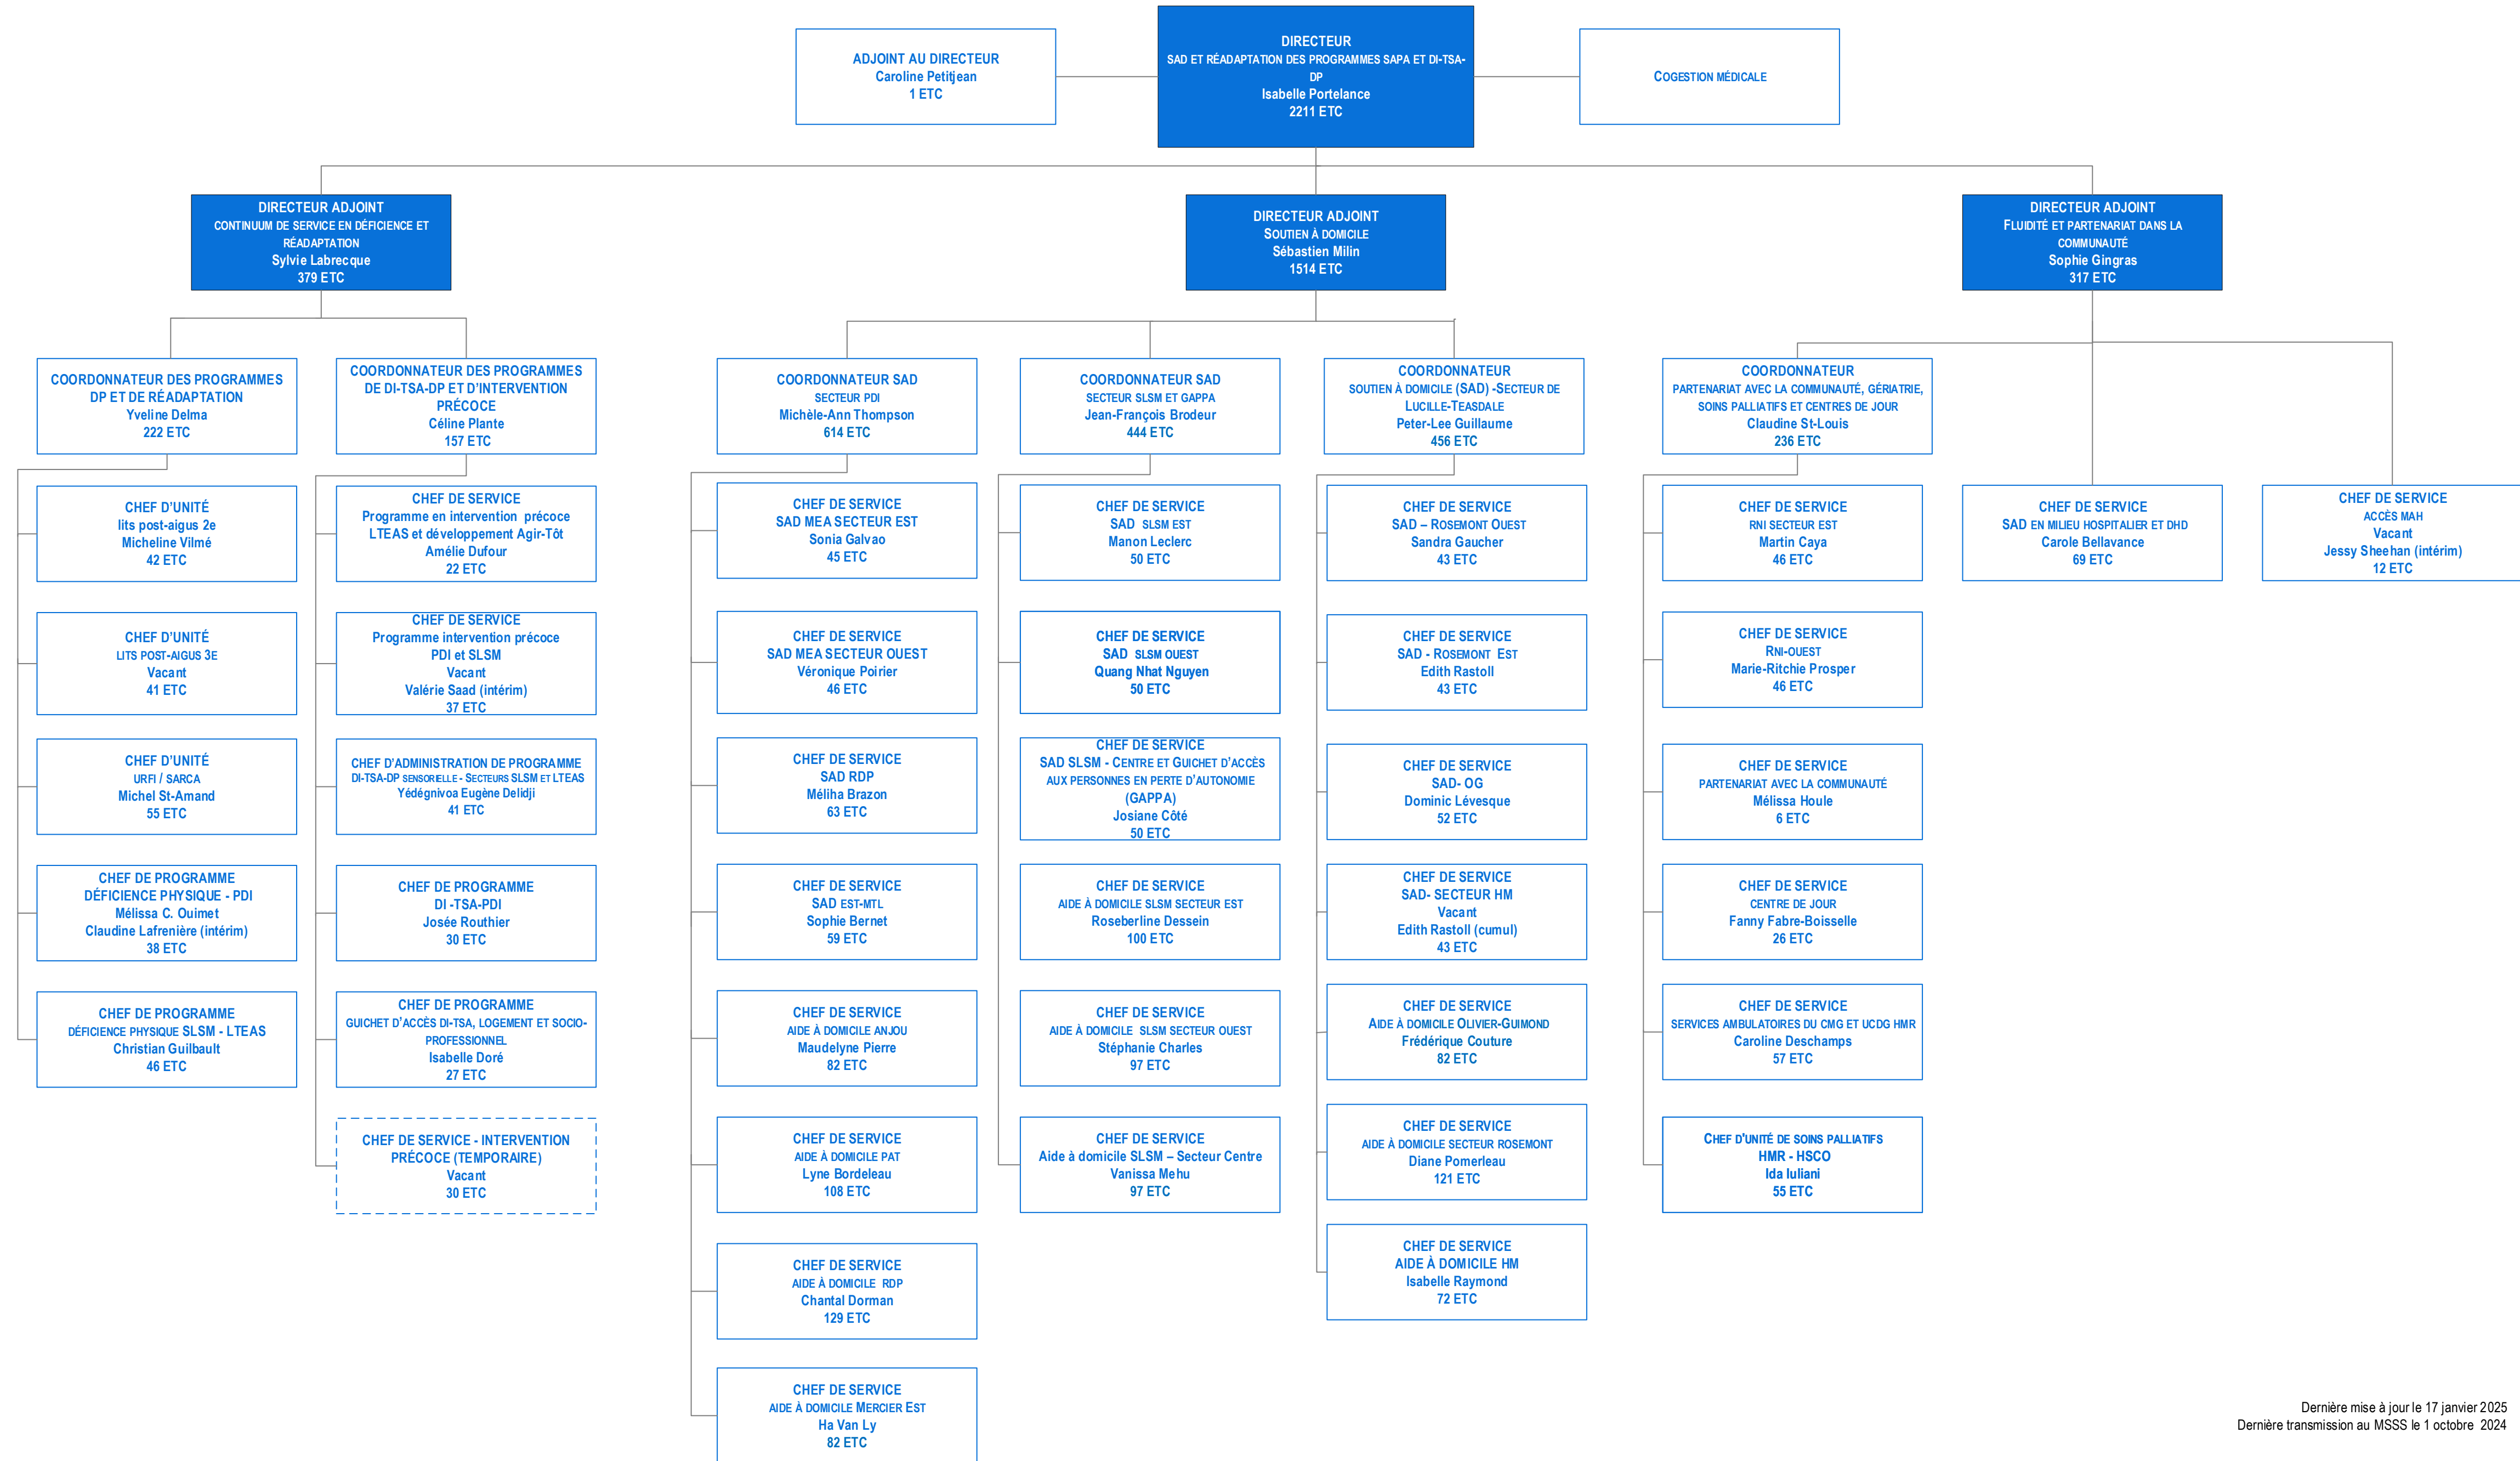 ADJOINT AU DIRECTEUR
Caroline Petitjean
1 ETC
DIRECTEUR
SAD ET RÉADAPTATION DES PROGRAMMES SAPA ET DI-TSA-
DP
Isabelle Portelance
2211 ETC
COGESTION MÉDICALE
DIRECTEUR ADJOINT
CONTINUUM DE SERVICE EN DÉFICIENCE ET
RÉADAPTATION
Sylvie Labrecque
379 ETC
DIRECTEUR ADJOINT
SOUTIEN À DOMICILE
Sébastien Milin
1514 ETC
DIRECTEUR ADJOINT
FLUIDITÉ ET PARTENARIAT DANS LA
COMMUNAUTÉ
Sophie Gingras
317 ETC
COORDONNATEUR DES PROGRAMMES
DP ET DE RÉADAPTATION
Yveline Delma
222 ETC
COORDONNATEUR DES PROGRAMMES
DE DI-TSA-DP ET D'INTERVENTION
PRÉCOCE
Céline Plante
157 ETC
COORDONNATEUR SAD
SECTEUR PDI
Michèle-Ann Thompson
614 ETC
COORDONNATEUR SAD
SECTEUR SLSM ET GAPPA
Jean-François Brodeur
444 ETC
COORDONNATEUR
SOUTIEN À DOMICILE (SAD) -SECTEUR DE
LUCILLE-TEASDALE
Peter-Lee Guillaume
456 ETC
COORDONNATEUR
PARTENARIAT AVEC LA COMMUNAUTÉ, GÉRIATRIE,
SOINS PALLIATIFS ET CENTRES DE JOUR
Claudine St-Louis
236 ETC
CHEF D'UNITÉ
lits post-aigus 2e
Micheline Vilmé
42 ETC
CHEF D'UNITÉ
LITS POST-AIGUS 3E
Vacant
41 ETC
CHEF D'UNITÉ
URFI / SARCA
Michel St-Amand
55 ETC
CHEF DE PROGRAMME
DÉFICIENCE PHYSIQUE - PDI
Mélissa C. Ouimet
Claudine Lafrenière (intérim)
38 ETC
CHEF DE PROGRAMME
DÉFICIENCE PHYSIQUE SLSM - LTEAS
Christian Guilbault
46 ETC
CHEF DE SERVICE
Programme en intervention précoce
LTEAS et développement Agir-Tôt
Amélie Dufour
22 ETC
CHEF DE SERVICE
Programme intervention précoce
PDI et SLSM
Vacant
Valérie Saad (intérim)
37 ETC
CHEF D'ADMINISTRATION DE PROGRAMME
DI-TSA-DP SENSORIELLE - SECTEURS SLSM ET LTEAS
Yédégnivoa Eugène Delidji
41 ETC
CHEF DE PROGRAMME
DI -TSA-PDI
Josée Routhier
30 ETC
CHEF DE PROGRAMME
GUICHET D'ACCÈS DI-TSA, LOGEMENT ET SOCIO-
PROFESSIONNEL
Isabelle Doré
27 ETC
CHEF DE SERVICE - INTERVENTION
PRÉCOCE (TEMPORAIRE)
Vacant
30 ETC
CHEF DE SERVICE
SAD MEA SECTEUR EST
Sonia Galvao
45 ETC
CHEF DE SERVICE
SAD MEA SECTEUR OUEST
Véronique Poirier
46 ETC
CHEF DE SERVICE
SAD RDP
Méliha Brazon
63 ETC
CHEF DE SERVICE
SAD EST-MTL
Sophie Bernet
59 ETC
CHEF DE SERVICE
AIDE À DOMICILE ANJOU
Maudelyne Pierre
82 ETC
CHEF DE SERVICE
AIDE À DOMICILE PAT
Lyne Bordeleau
108 ETC
CHEF DE SERVICE
AIDE À DOMICILE RDP
Chantal Dorman
129 ETC
CHEF DE SERVICE
AIDE À DOMICILE MERCIER EST
Ha Van Ly
82 ETC
CHEF DE SERVICE
SAD SLSM EST
Manon Leclerc
50 ETC
CHEF DE SERVICE
SAD SLSM OUEST
Quang Nhat Nguyen
50 ETC
CHEF DE SERVICE
SAD SLSM - CENTRE ET GUICHET D'ACCÈS
AUX PERSONNES EN PERTE D'AUTONOMIE
(GAPPA)
Josiane Côté
50 ETC
CHEF DE SERVICE
AIDE À DOMICILE SLSM SECTEUR EST
Roseberline Dessein
100 ETC
CHEF DE SERVICE
AIDE À DOMICILE SLSM SECTEUR OUEST
Stéphanie Charles
97 ETC
CHEF DE SERVICE
Aide à domicile SLSM – Secteur Centre
Vanissa Mehu
97 ETC
CHEF DE SERVICE
SAD – ROSEMONT OUEST
Sandra Gaucher
43 ETC
CHEF DE SERVICE
SAD - ROSEMONT EST
Edith Rastoll
43 ETC
CHEF DE SERVICE
SAD- OG
Dominic Lévesque
52 ETC
CHEF DE SERVICE
SAD- SECTEUR HM
Vacant
Edith Rastoll (cumul)
43 ETC
CHEF DE SERVICE
AIDE À DOMICILE OLIVIER-GUIMOND
Frédérique Couture
82 ETC
CHEF DE SERVICE
AIDE À DOMICILE SECTEUR ROSEMONT
Diane Pomerleau
121 ETC
CHEF DE SERVICE
AIDE À DOMICILE HM
Isabelle Raymond
72 ETC
CHEF DE SERVICE
RNI SECTEUR EST
Martin Caya
46 ETC
CHEF DE SERVICE
RNI-OUEST
Marie-Ritchie Prosper
46 ETC
CHEF DE SERVICE
PARTENARIAT AVEC LA COMMUNAUTÉ
Mélissa Houle
6 ETC
CHEF DE SERVICE
CENTRE DE JOUR
Fanny Fabre-Boisselle
26 ETC
CHEF DE SERVICE
SERVICES AMBULATOIRES DU CMG ET UCDG HMR
Caroline Deschamps
57 ETC
CHEF D'UNITÉ DE SOINS PALLIATIFS
HMR - HSCO
Ida Iuliani
55 ETC
CHEF DE SERVICE
SAD EN MILIEU HOSPITALIER ET DHD
Carole Bellavance
69 ETC
CHEF DE SERVICE
ACCÈS MAH
Vacant
Jessy Sheehan (intérim)
12 ETC
Dernière mise à jour le 17 janvier 2025
Dernière transmission au MSSS le 1 octobre 2024